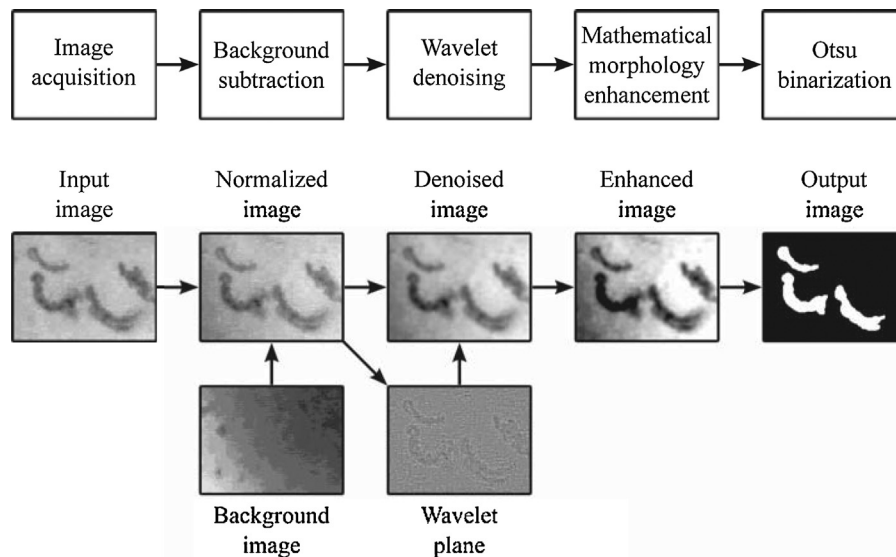 Image
acquisition
Background
subtraction
Wavelet
denoising
Mathematical
morphology
enhancement
Otsu
binarization
Input
image
Normalized
image
Denoised
image
Enhanced
image
Output
image
Background
image
Wavelet
plane